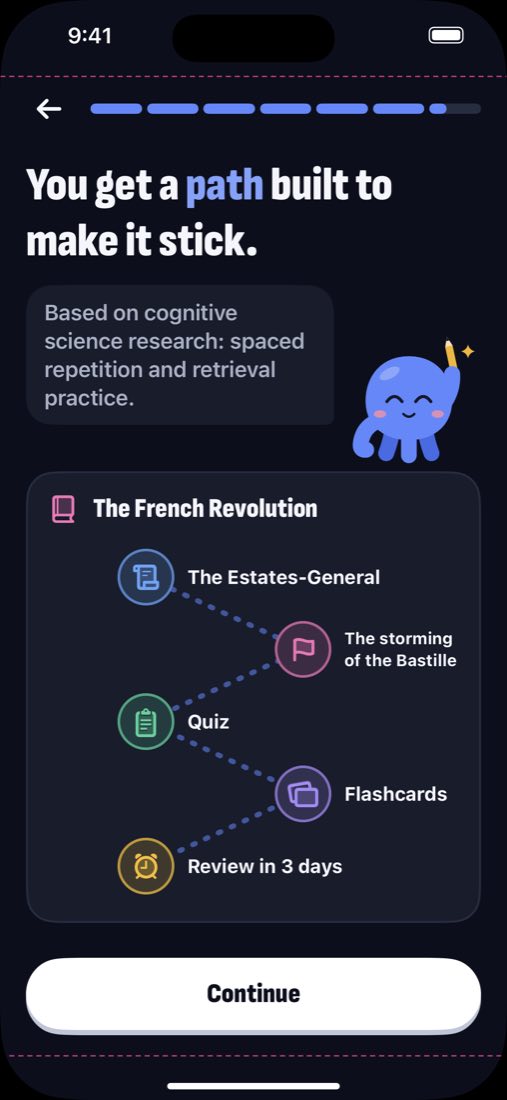 9:41
You get a path built to
make it stick.
Based on cognitive
science research: spaced
repetition and retrieval
practice.
The French Revolution
The Estates-General
The storming
of the Bastille
Quiz
Flashcards
Review in 3 days
Continue